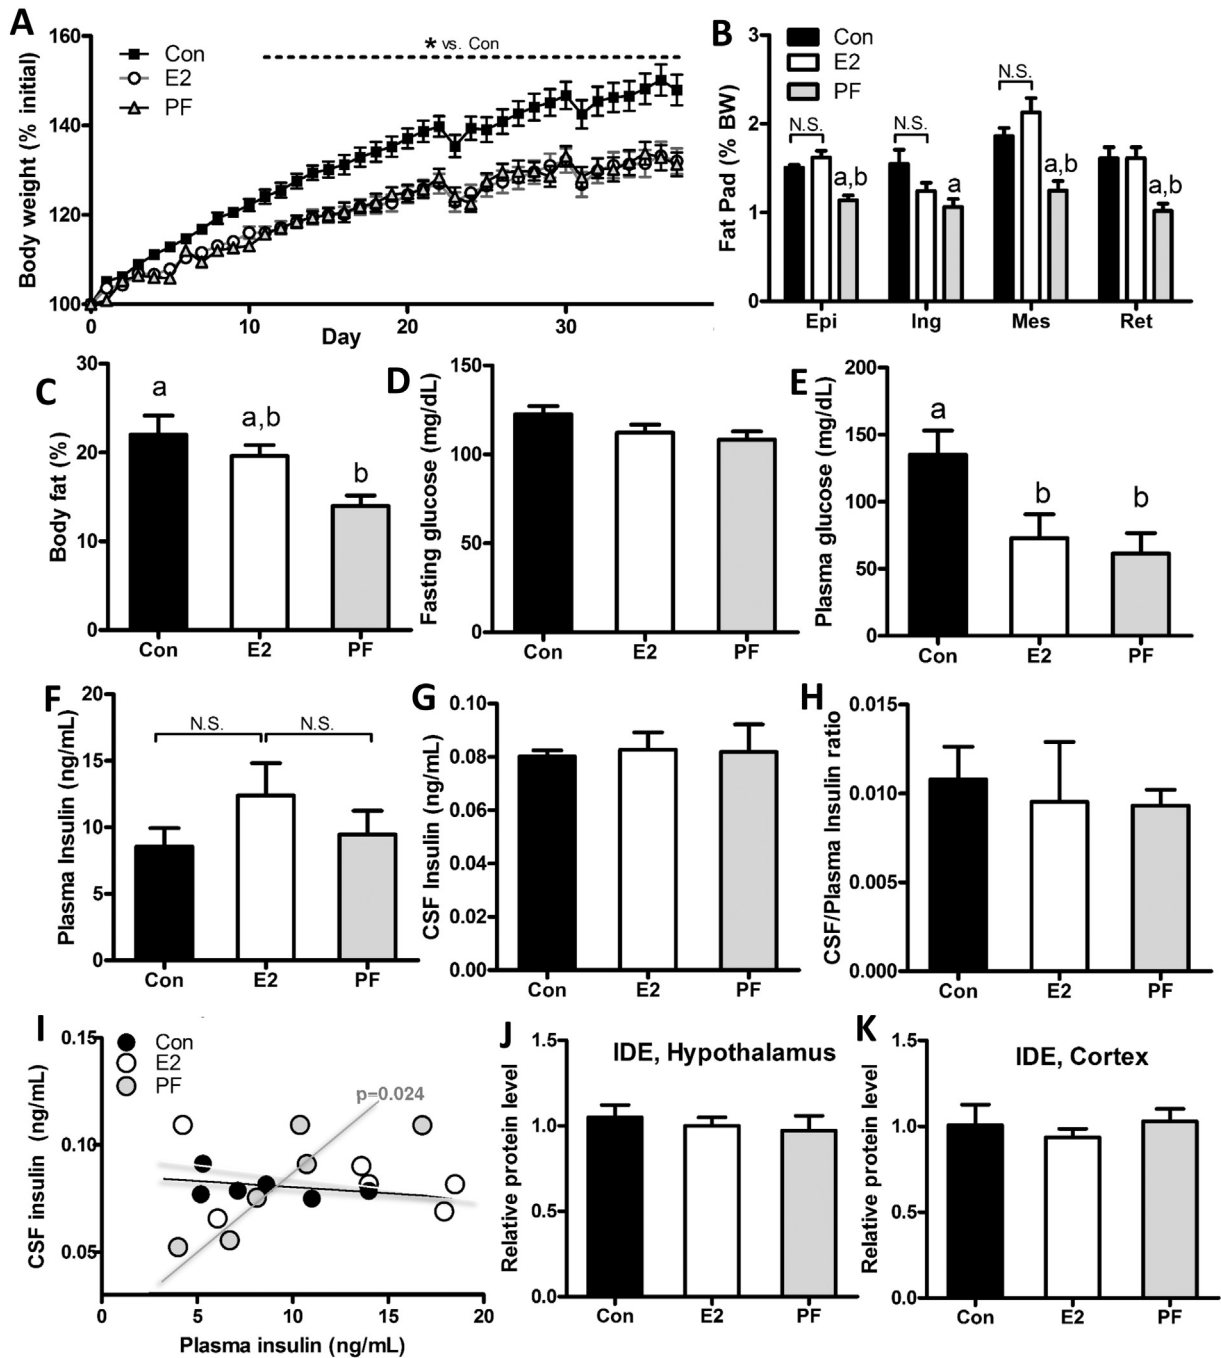 A
Body weight (% initial)
160
140
120
100
Con
E2
PF
* vs. Con
0
10
20
30
Day
B
Fat Pad (% BW)
3
2
1
0
Con
E2
PF
N.S.
N.S.
N.S.
a,b
a
a,b
a,b
Epi
Ing
Mes
Ret
C
Body fat (%)
30
20
10
0
a
a,b
b
Con
E2
PF
D
Fasting glucose (mg/dL)
150
100
50
0
Con
E2
PF
E
Plasma glucose (mg/dL)
200
150
100
50
0
a
b
b
Con
E2
PF
F
Plasma Insulin (ng/mL)
20
15
10
5
0
N.S.
N.S.
Con
E2
PF
G
CSF Insulin (ng/mL)
0.10
0.08
0.06
0.04
0.02
0.00
Con
E2
PF
H
CSF/Plasma Insulin ratio
0.015
0.010
0.005
0.000
Con
E2
PF
I
CSF insulin (ng/mL)
0.15
0.10
0.05
Con
E2
PF
p=0.024
0
5
10
15
20
Plasma insulin (ng/mL)
J
IDE, Hypothalamus
Relative protein level
1.5
1.0
0.5
0.0
Con
E2
PF
K
IDE, Cortex
Relative protein level
1.5
1.0
0.5
0.0
Con
E2
PF